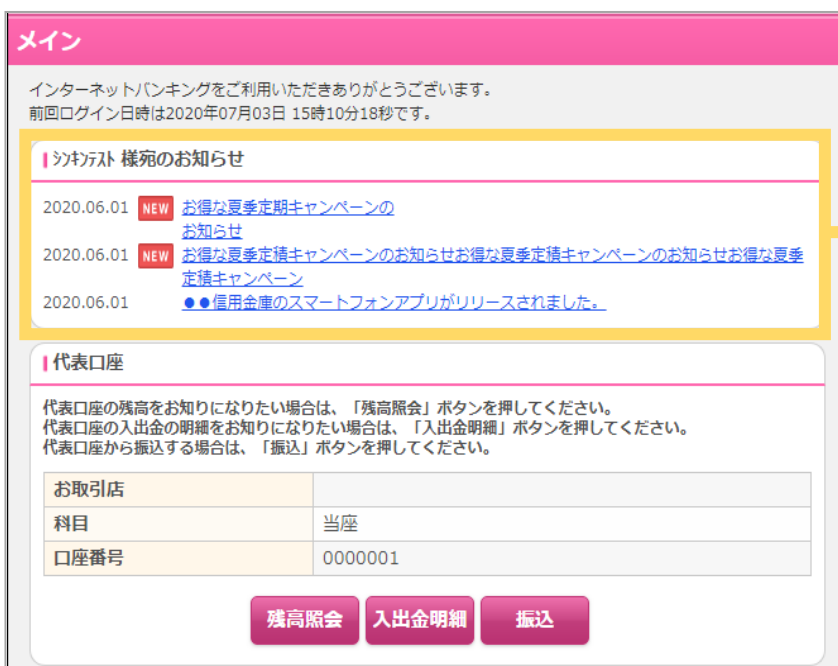 メイン
インターネットバンキングをご利用いただきありがとうございます。
前回ログイン日時は2020年07月03日 15時10分18秒です。
ｼﾝｷﾝﾃｽﾄ 様宛のお知らせ
2020.06.01 NEW お得な夏季定期キャンペーンの
お知らせ
2020.06.01 NEW お得な夏季定積キャンペーンのお知らせお得な夏季定積キャンペーンのお知らせお得な夏季
定積キャンペーン
2020.06.01 ●●信用金庫のスマートフォンアプリがリリースされました。
代表口座
代表口座の残高をお知りになりたい場合は、「残高照会」ボタンを押してください。
代表口座の入出金の明細をお知りになりたい場合は、「入出金明細」ボタンを押してください。
代表口座から振込する場合は、「振込」ボタンを押してください。
お取引店
科目 当座
口座番号 0000001
残高照会 入出金明細 振込